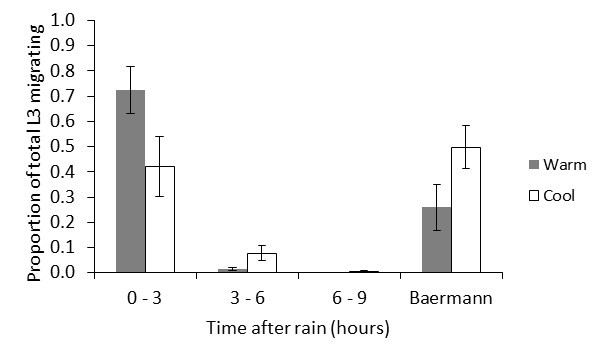 Proportion of total L3 migrating
1.0
0.9
0.8
0.7
0.6
0.5
0.4
0.3
0.2
0.1
0.0
0 - 3 3 - 6 6 - 9 Baermann
Time after rain (hours)
Warm
Cool